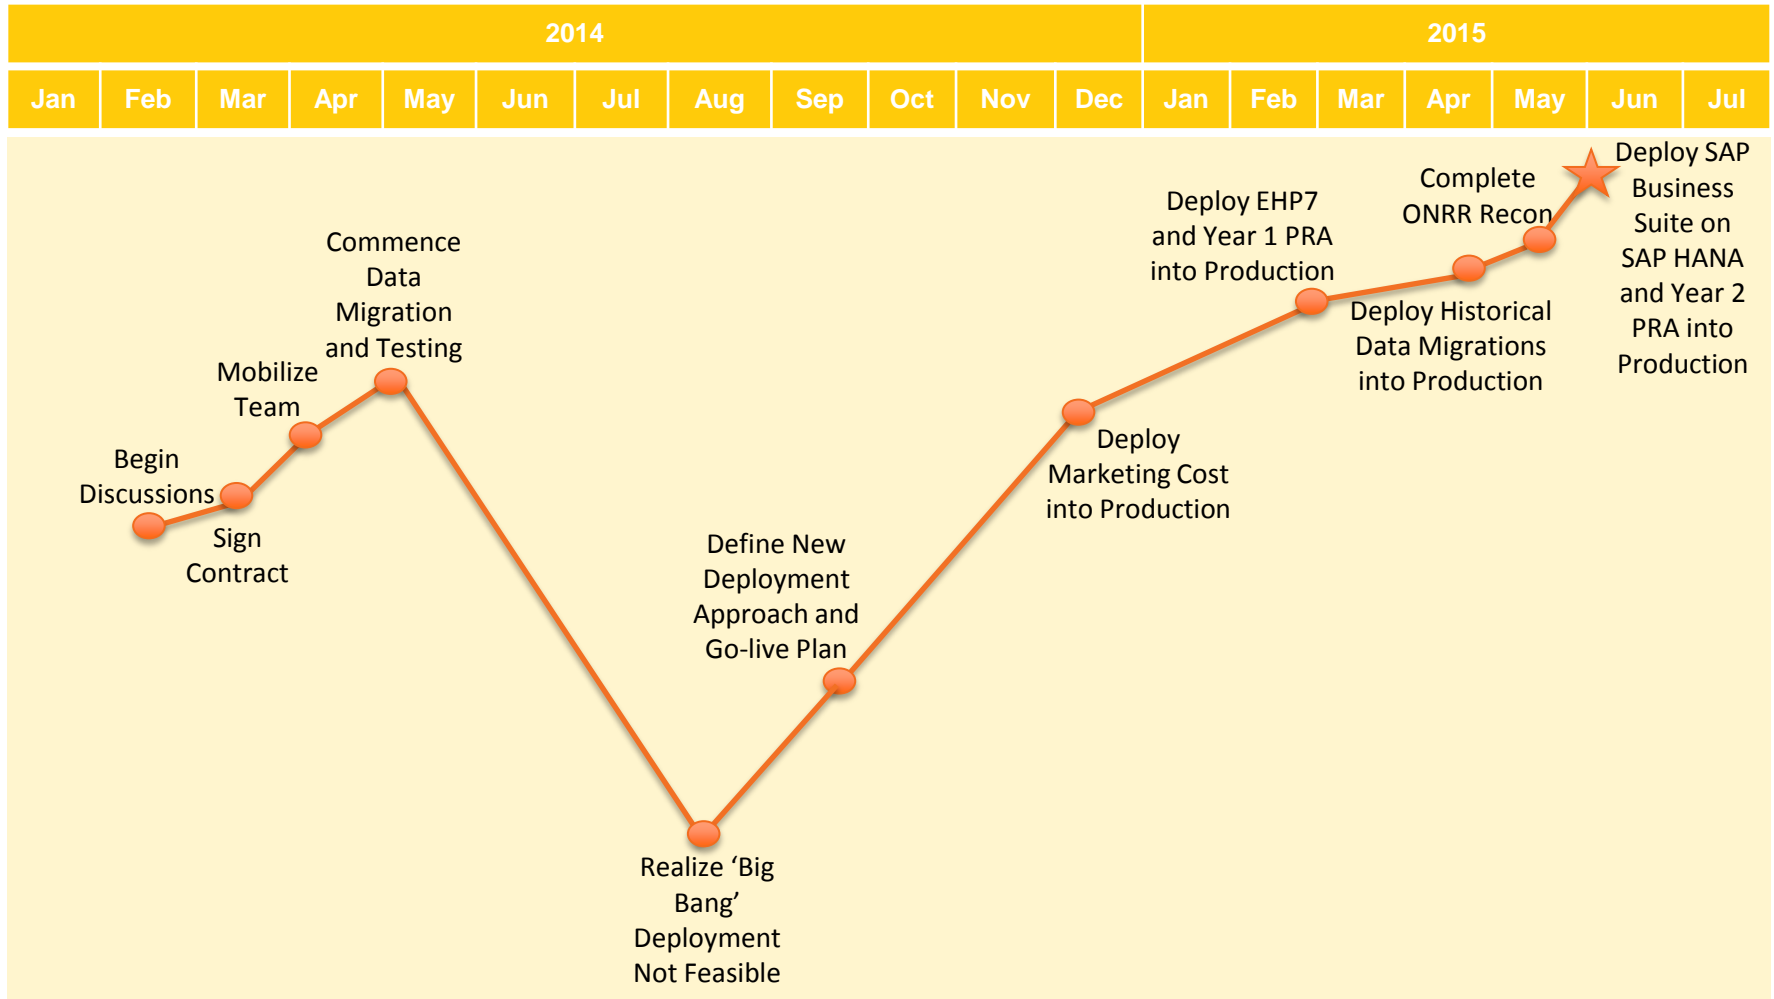 2014
2015
Jan
Feb
Mar
Apr
May
Jun
Jul
Aug
Sep
Oct
Nov
Dec
Jan
Feb
Mar
Apr
May
Jun
Jul
Begin
Discussions
Sign
Contract
Mobilize
Team
Commence
Data
Migration
and Testing
Realize ‘Big
Bang’
Deployment
Not Feasible
Define New
Deployment
Approach and
Go-live Plan
Deploy
Marketing Cost
into Production
Deploy EHP7
and Year 1 PRA
into Production
Deploy Historical
Data Migrations
into Production
Complete
ONRR Recon
Deploy SAP
Business
Suite on
SAP HANA
and Year 2
PRA into
Production